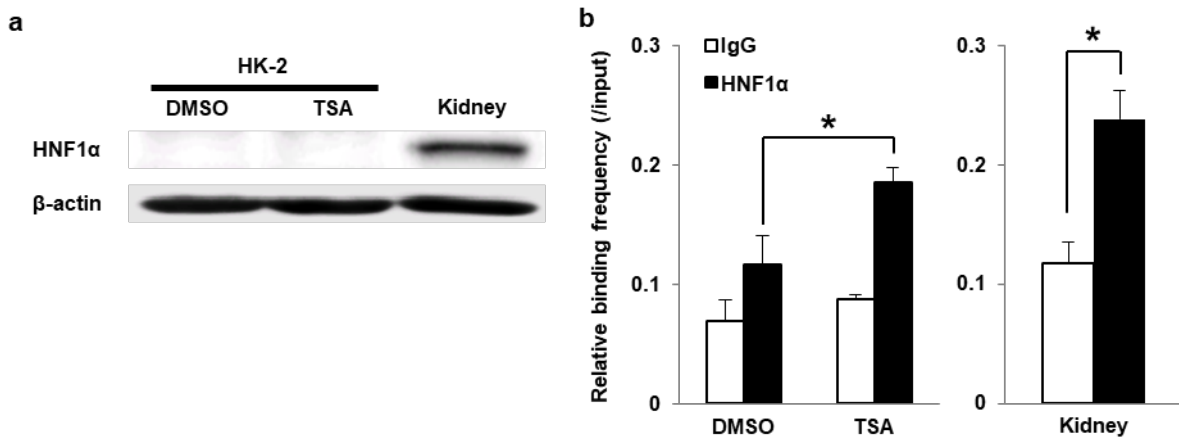 a
HK-2
DMSO TSA Kidney
HNF1α
β-actin
b
Relative binding frequency (/input)
0.3
0.2
0.1
0
IgG
HNF1α
*
DMSO TSA
0.3
0.2
0.1
0
*
Kidney